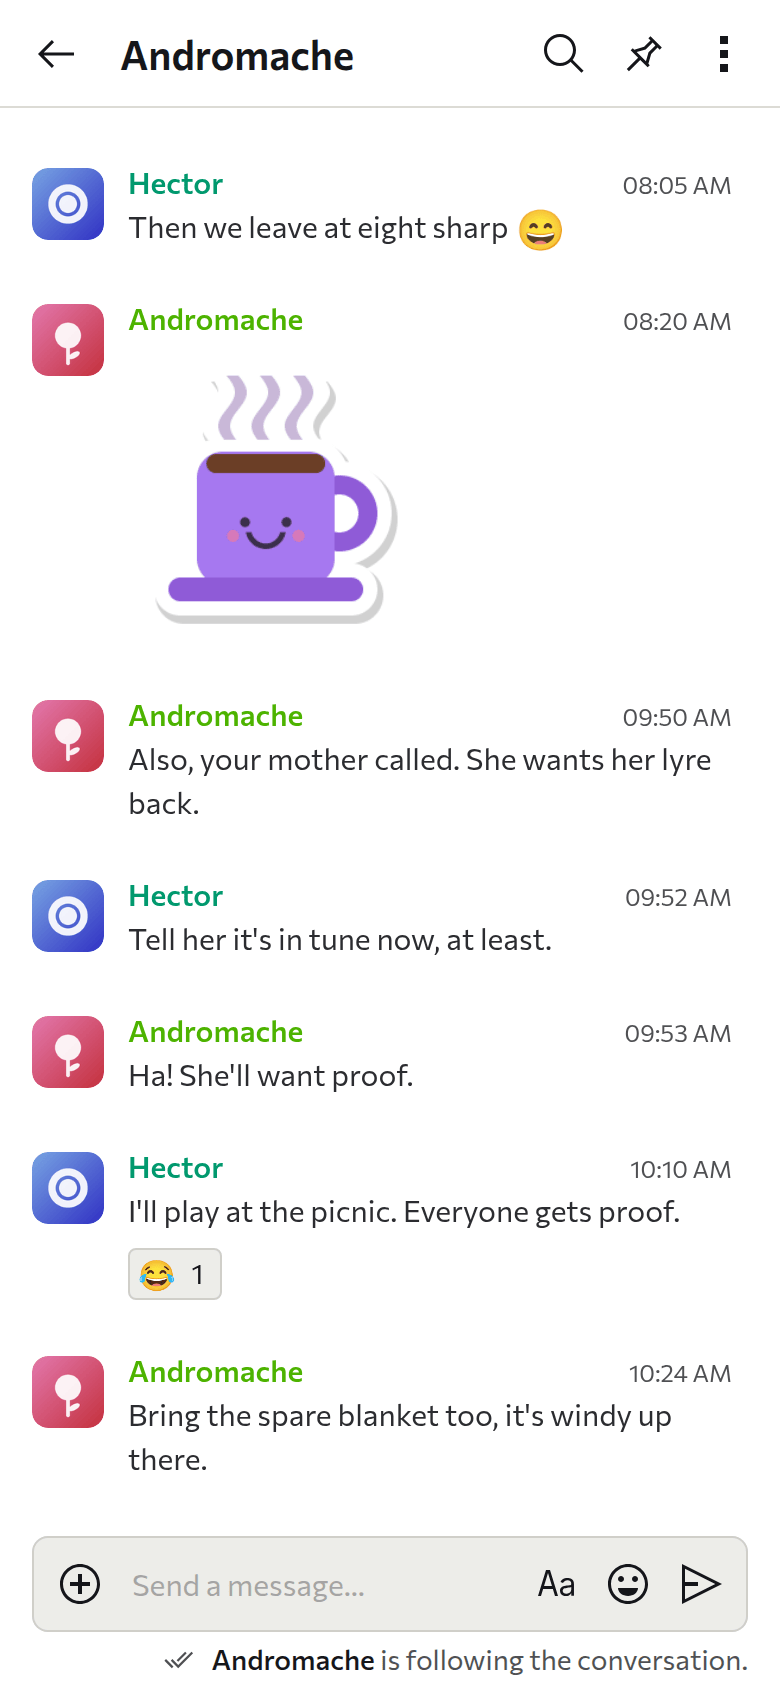 Andromache
Hector 08:05 AM
Then we leave at eight sharp 😄
Andromache 08:20 AM
Andromache 09:50 AM
Also, your mother called. She wants her lyre
back.
Hector 09:52 AM
Tell her it's in tune now, at least.
Andromache 09:53 AM
Ha! She'll want proof.
Hector 10:10 AM
I'll play at the picnic. Everyone gets proof.
😂 1
Andromache 10:24 AM
Bring the spare blanket too, it's windy up
there.
Send a message... Aa
Andromache is following the conversation.